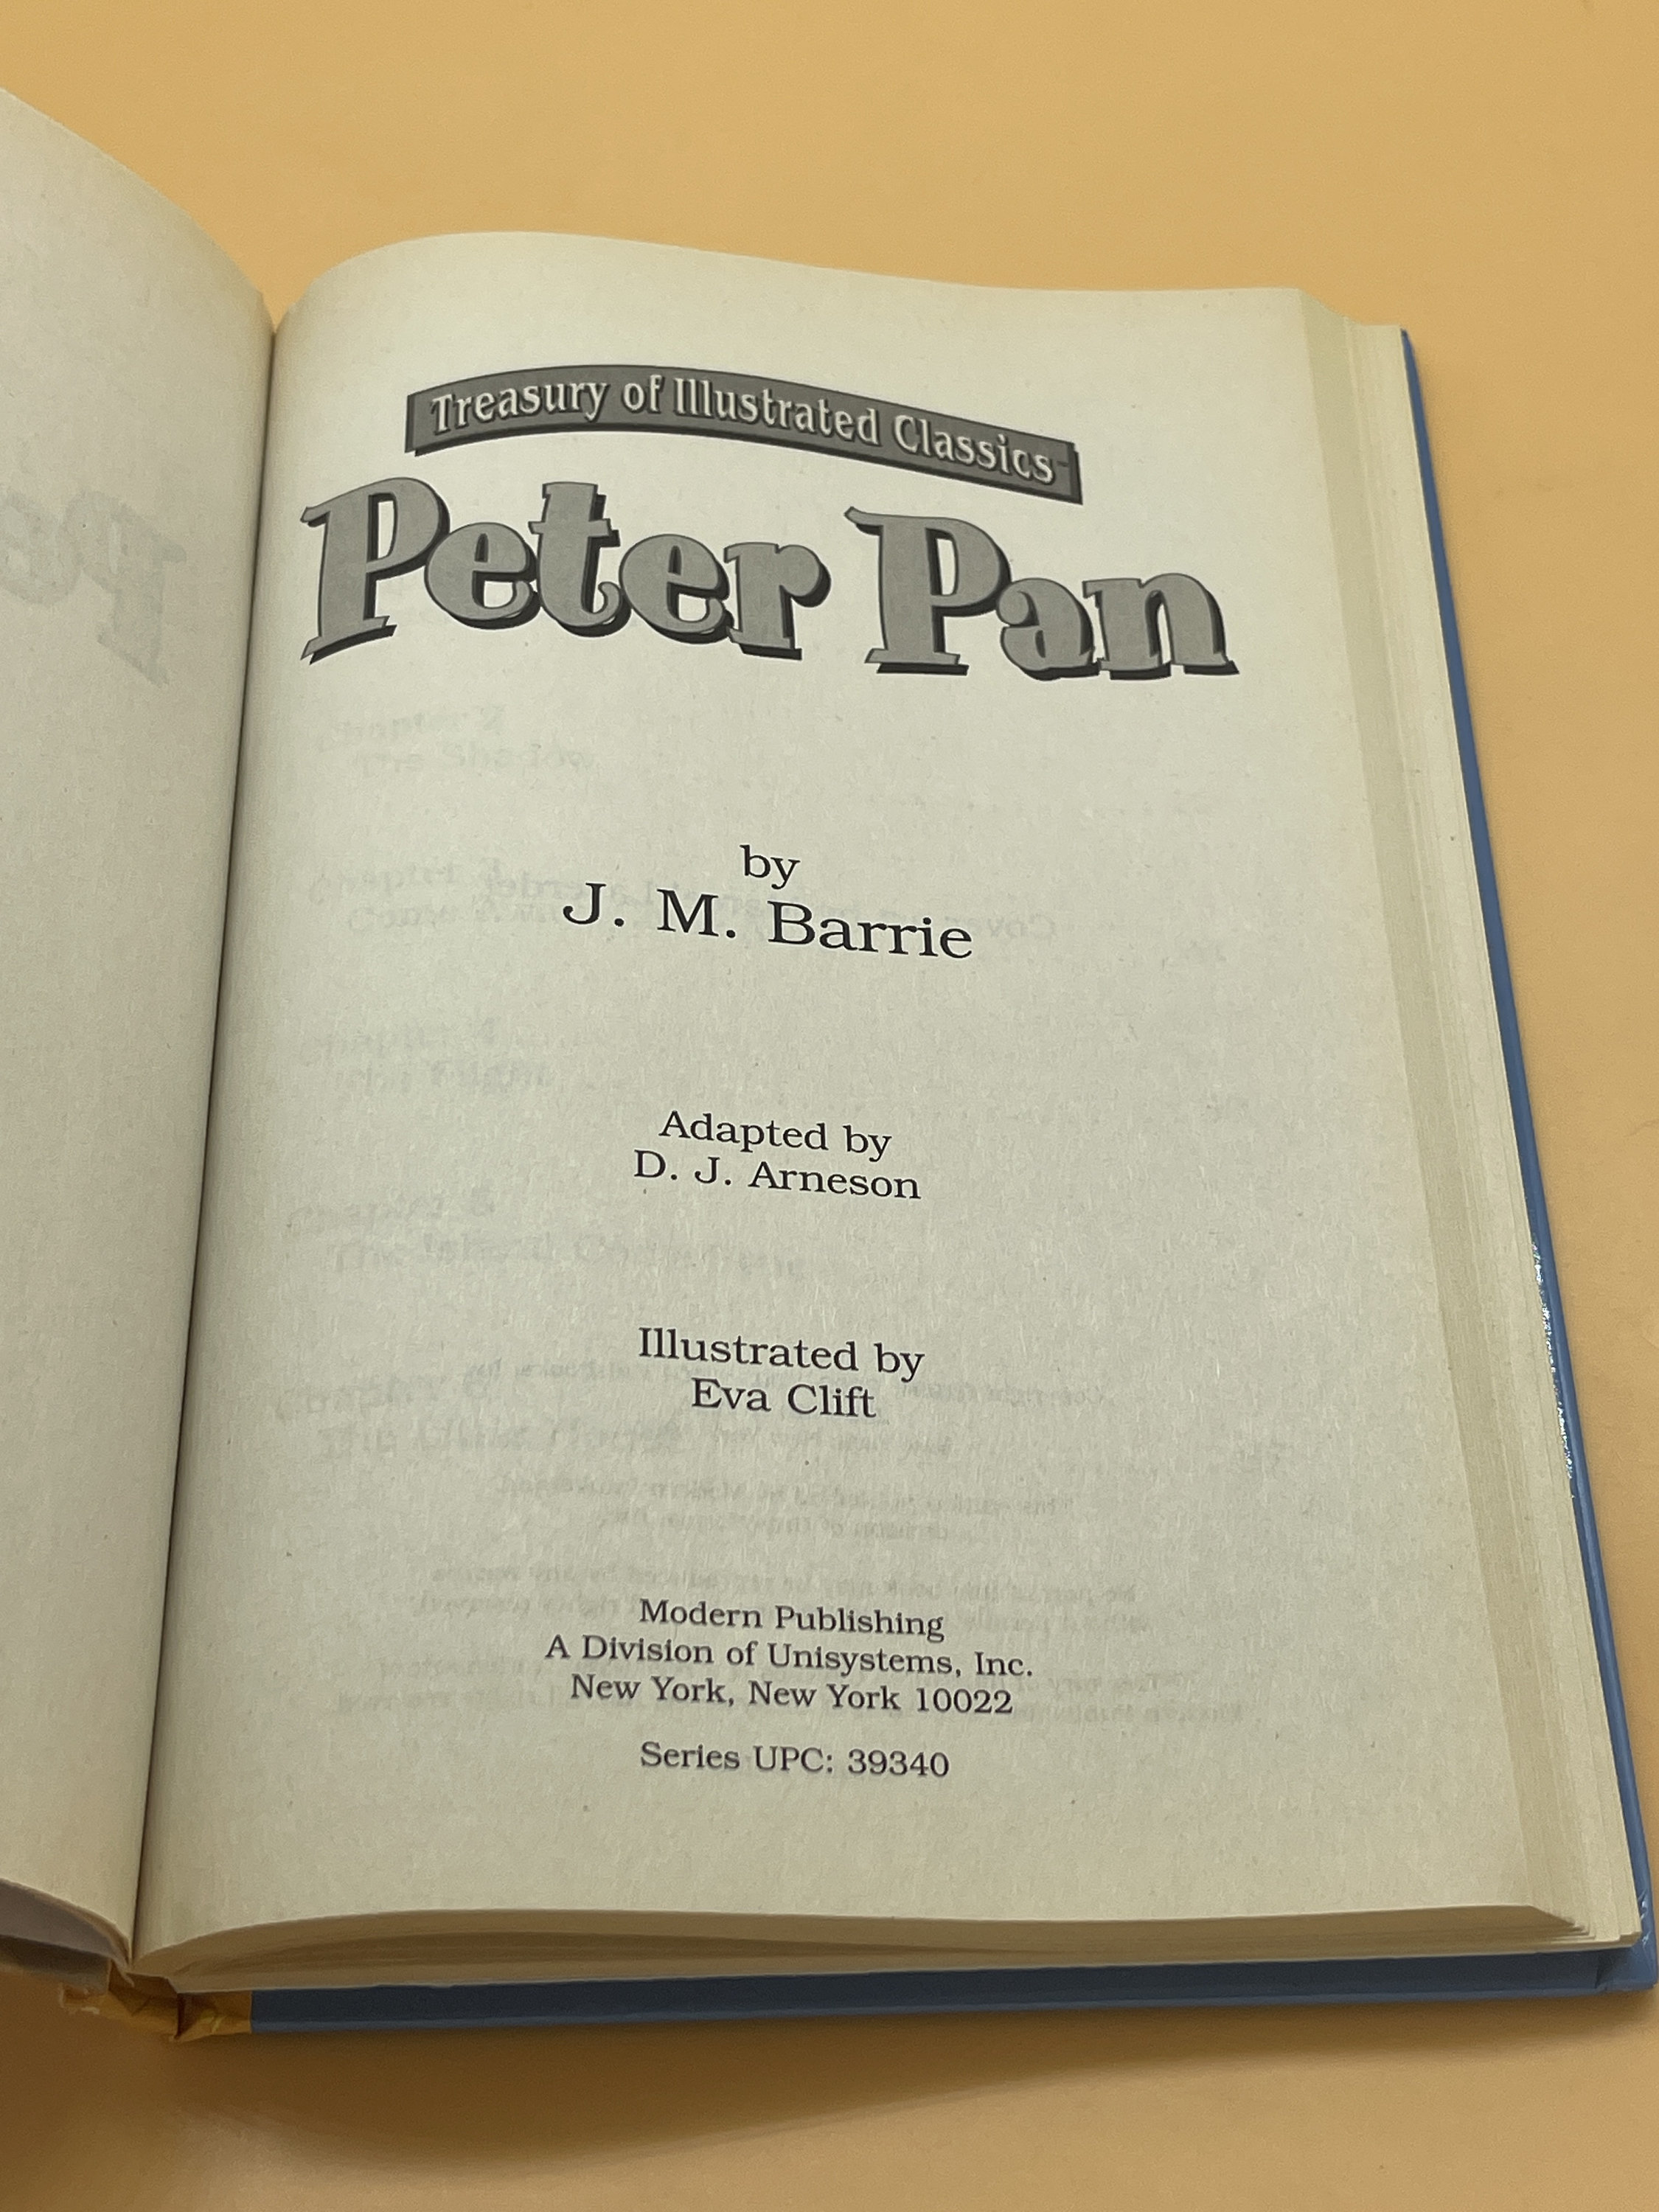 Treasury of Illustrated Classics™
Peter Pan
by
J. M. Barrie
Adapted by
D. J. Arneson
Illustrated by
Eva Clift
Modern Publishing
A Division of Unisystems, Inc.
New York, New York 10022
Series UPC: 39340